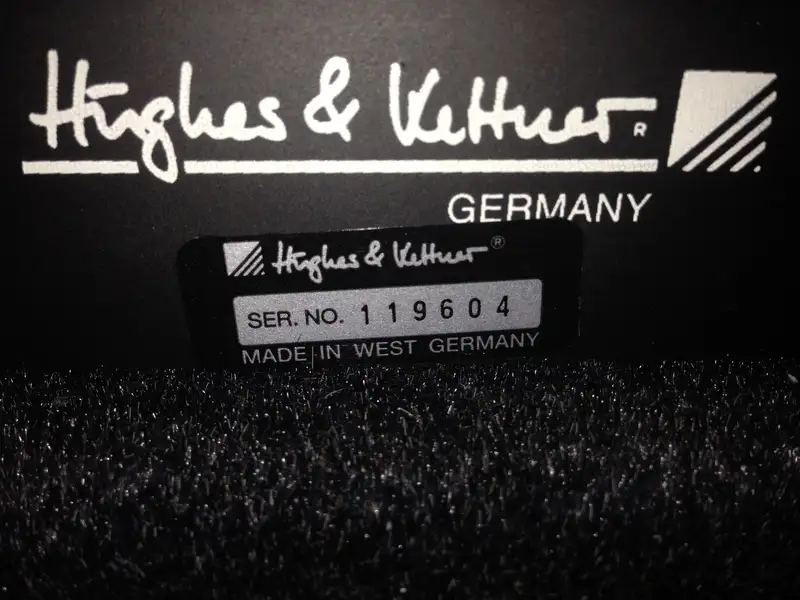 Hughes & Kettner ®
GERMANY
Hughes & Kettner ®
SER. NO. 119604
MADE IN WEST GERMANY